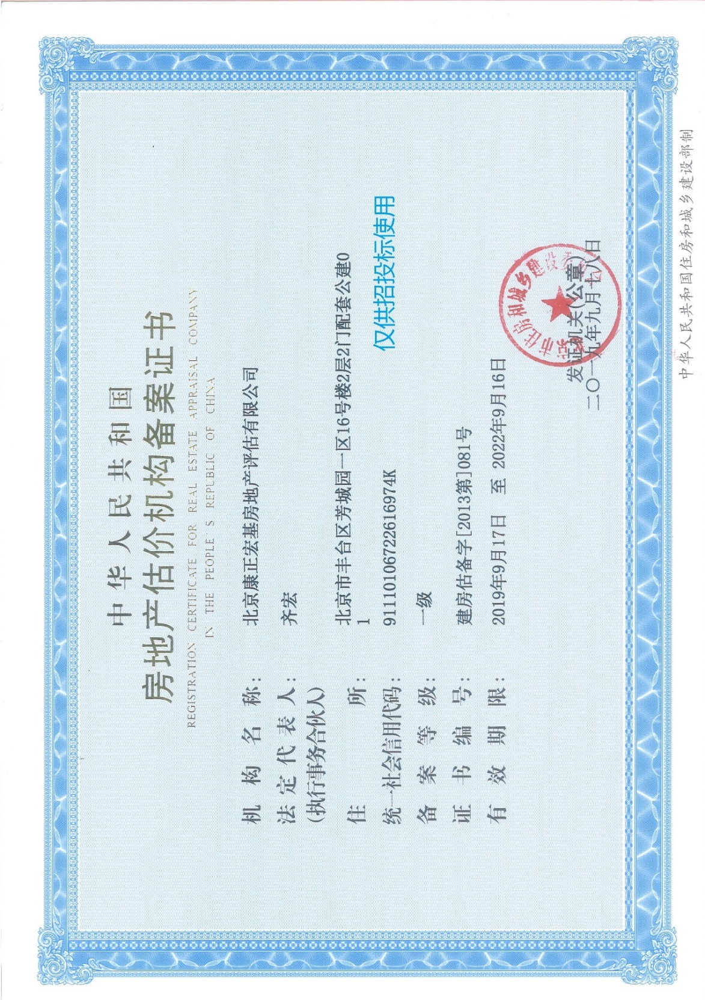 中华人民共和国
房地产估价机构备案证书
REGISTRATION CERTIFICATE FOR REAL ESTATE APPRAISAL COMPANY
IN THE PEOPLE'S REPUBLIC OF CHINA
机构名称： 北京康正宏基房地产评估有限公司
法定代表人： 齐宏
(执行事务合伙人)
住所： 北京市丰台区芳城园一区16号楼2层2门配套公建0
1
仅供招投标使用
统一社会信用代码： 91110106722616974K
备案等级： 一级
证书编号： 建房估备字[2013第]081号
有效期限： 2019年9月17日 至 2022年9月16日
市住房和城乡建设委
发证机关(公章)
二〇一九年九月十八日
中华人民共和国住房和城乡建设部制